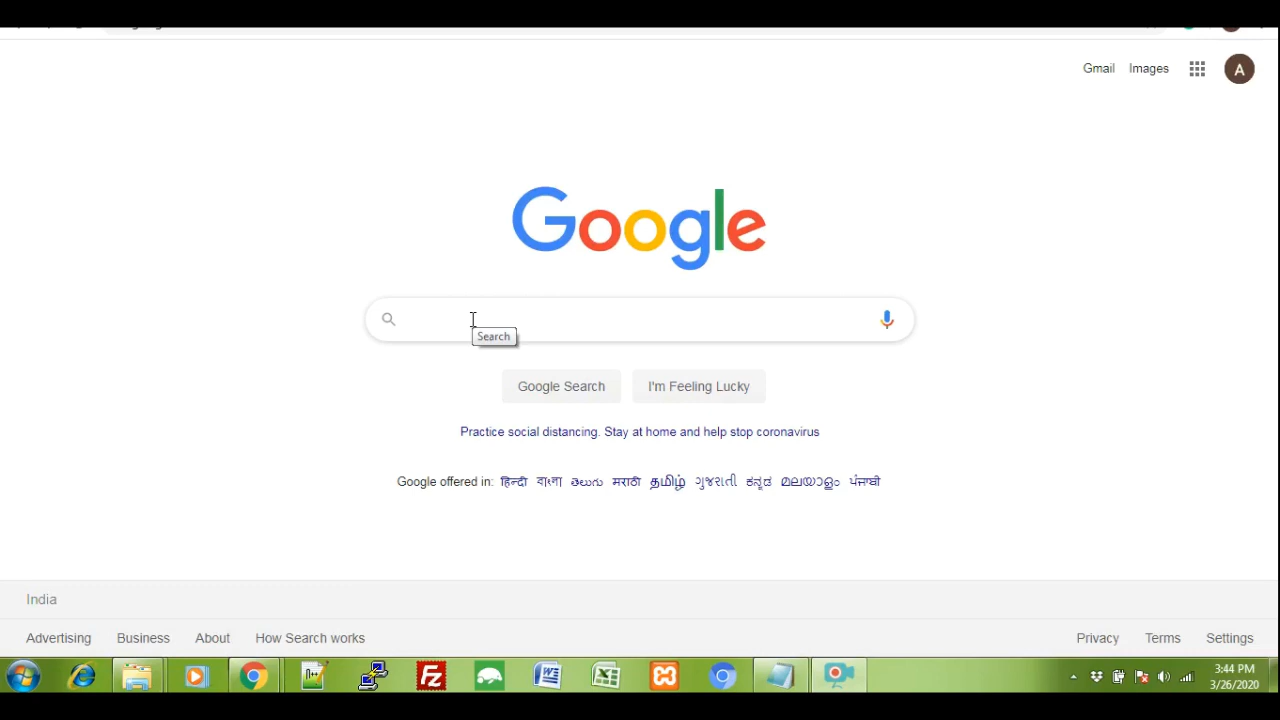 Gmail Images A
Google
Search
Google Search I'm Feeling Lucky
Practice social distancing. Stay at home and help stop coronavirus
Google offered in: हिन्दी বাংলা తెలుగు मराठी தமிழ் ગુજરાતી ಕನ್ನಡ മലയാളം ਪੰਜਾਬੀ
India
Advertising Business About How Search works Privacy Terms Settings
3:44 PM
3/26/2020